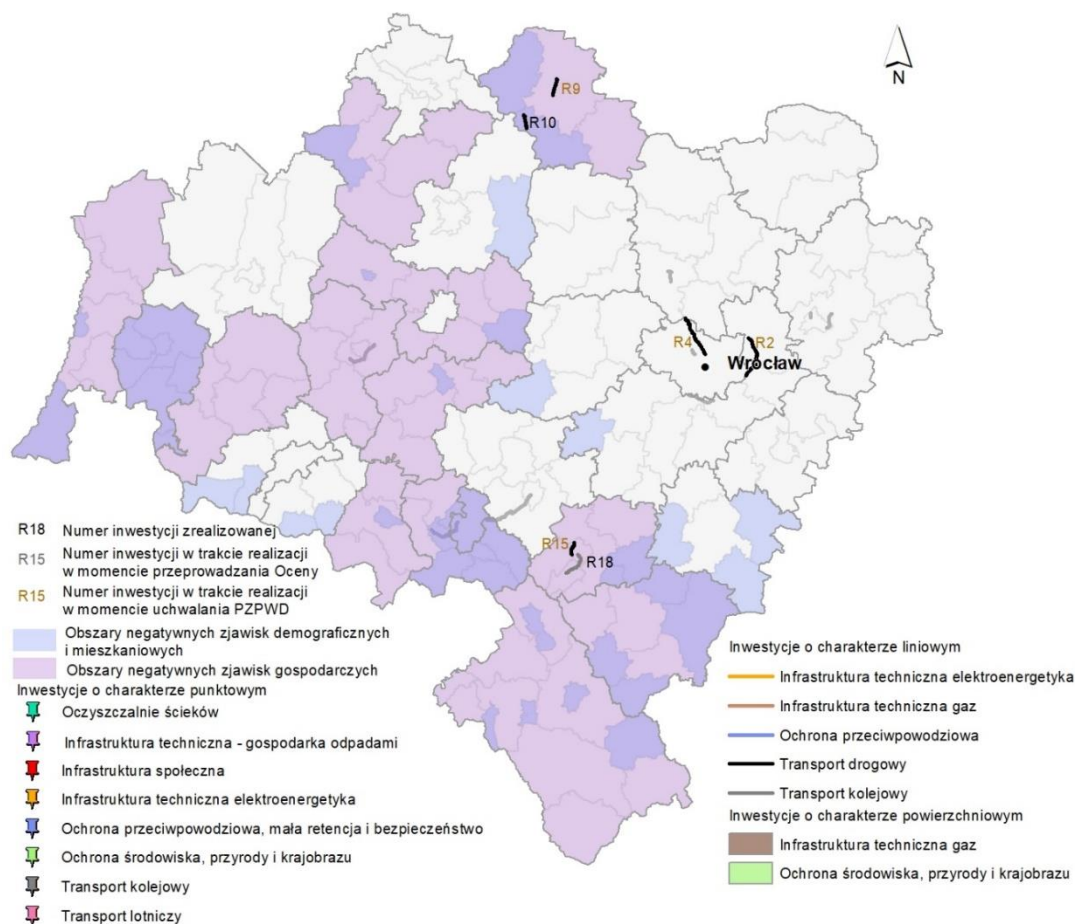 N
R9
R10
R4
R2
Wrocław
R15
R18
R18 Numer inwestycji zrealizowanej
R15 Numer inwestycji w trakcie realizacji
w momencie przeprowadzania Oceny
R15 Numer inwestycji w trakcie realizacji
w momencie uchwalania PZPWD
Obszary negatywnych zjawisk demograficznych
i mieszkaniowych
Obszary negatywnych zjawisk gospodarczych
Inwestycje o charakterze punktowym
Oczyszczalnie ścieków
Infrastruktura techniczna - gospodarka odpadami
Infrastruktura społeczna
Infrastruktura techniczna elektroenergetyka
Ochrona przeciwpowodziowa, mała retencja i bezpieczeństwo
Ochrona środowiska, przyrody i krajobrazu
Transport kolejowy
Transport lotniczy
Inwestycje o charakterze liniowym
Infrastruktura techniczna elektroenergetyka
Infrastruktura techniczna gaz
Ochrona przeciwpowodziowa
Transport drogowy
Transport kolejowy
Inwestycje o charakterze powierzchniowym
Infrastruktura techniczna gaz
Ochrona środowiska, przyrody i krajobrazu